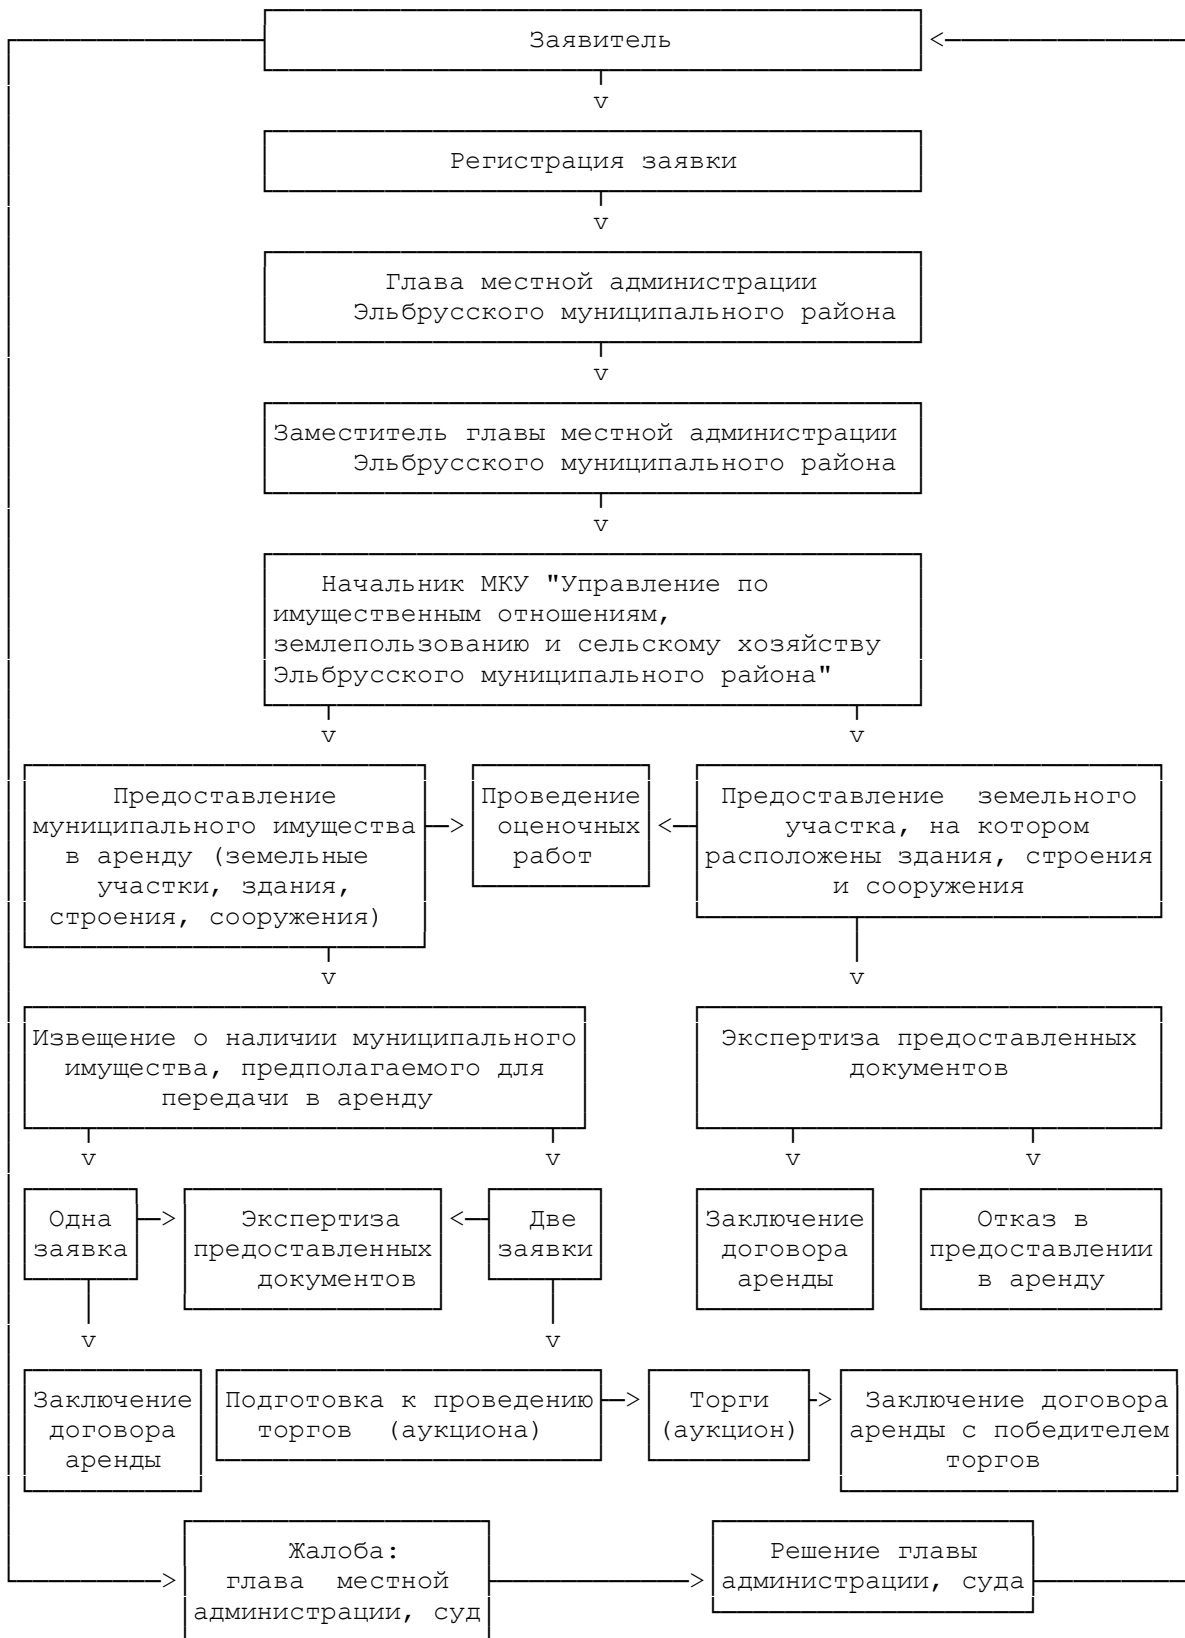 Заявитель
Регистрация заявки
Глава местной администрации
Эльбрусского муниципального района
Заместитель главы местной администрации
Эльбрусского муниципального района
Начальник МКУ "Управление по
имущественным отношениям,
землепользованию и сельскому хозяйству
Эльбрусского муниципального района"
Предоставление
муниципального имущества
в аренду (земельные
участки, здания,
строения, сооружения)
Проведение
оценочных
работ
Предоставление земельного
участка, на котором
расположены здания, строения
и сооружения
Извещение о наличии муниципального
имущества, предполагаемого для
передачи в аренду
Экспертиза предоставленных
документов
Одна
заявка
Экспертиза
предоставленных
документов
Две
заявки
Заключение
договора
аренды
Отказ в
предоставлении
в аренду
Заключение
договора
аренды
Подготовка к проведению
торгов (аукциона)
Торги
(аукцион)
Заключение договора
аренды с победителем
торгов
Жалоба:
глава местной
администрации, суд
Решение главы
администрации, суда